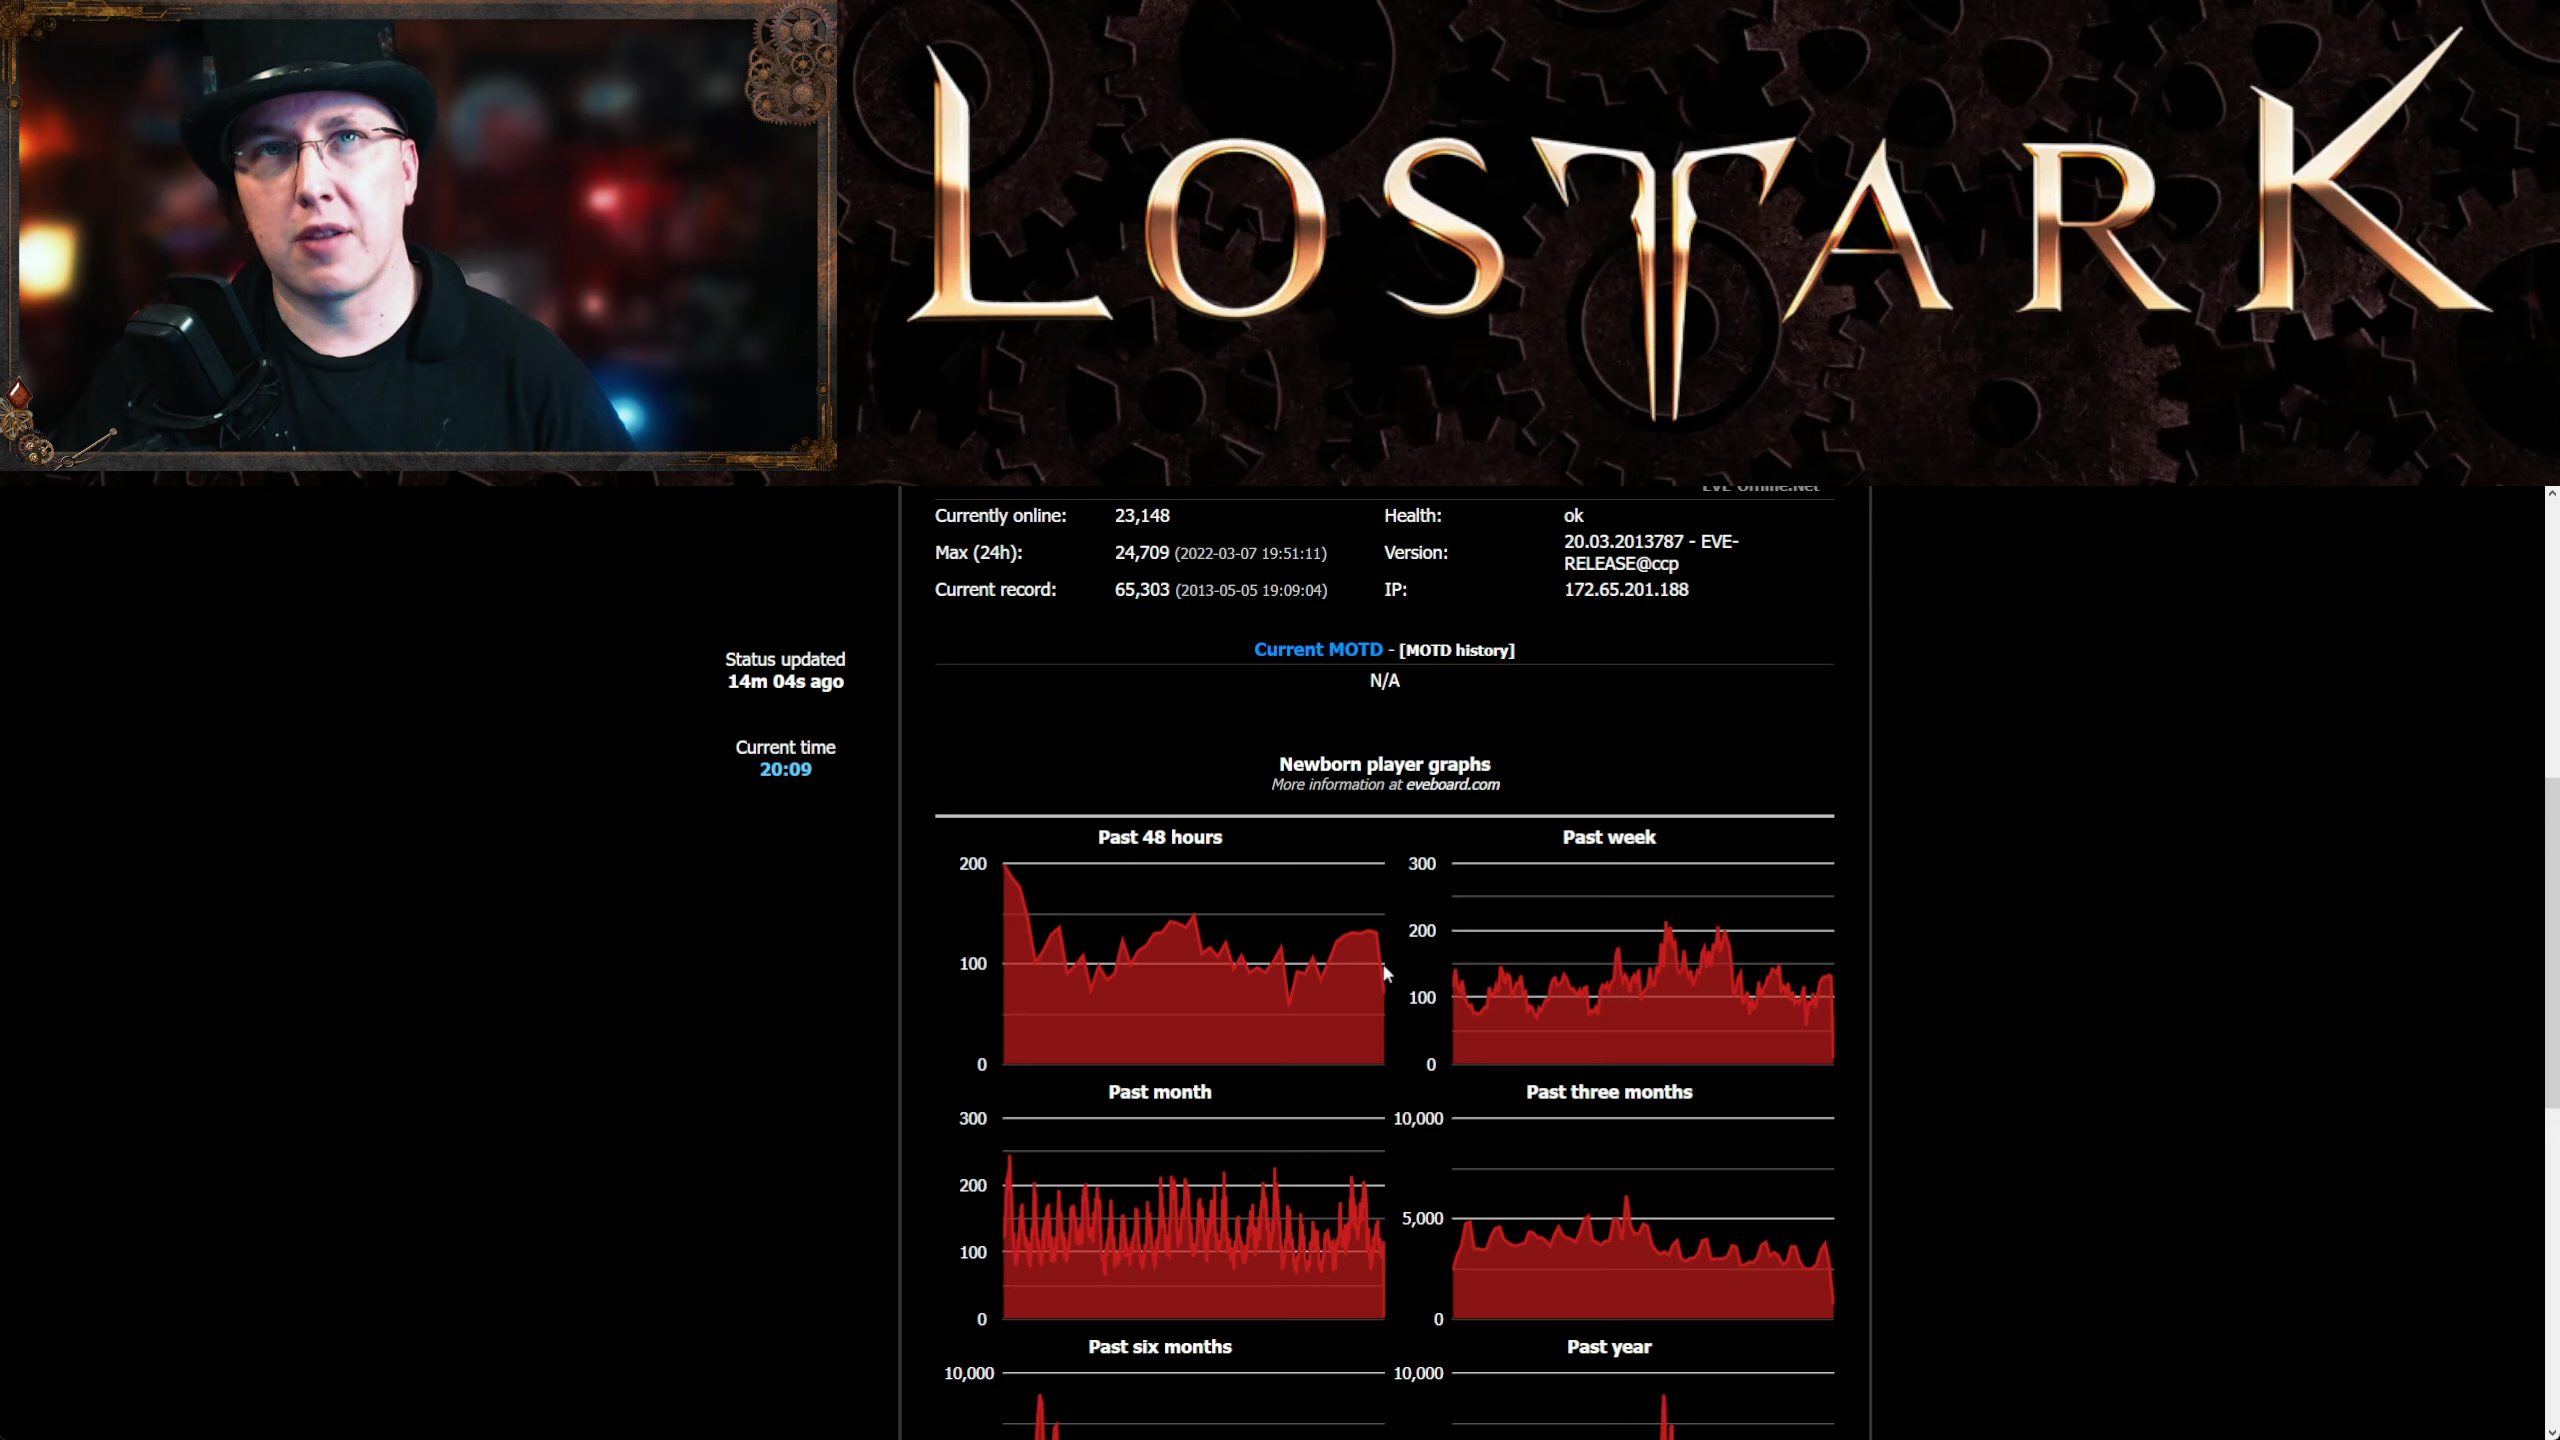 LOSTARK
EVE-Offline.Net
Currently online: 23,148 Health: ok
Max (24h): 24,709 (2022-03-07 19:51:11) Version: 20.03.2013787 - EVE-
RELEASE@ccp
Current record: 65,303 (2013-05-05 19:09:04) IP: 172.65.201.188
Current MOTD - [MOTD history]
N/A
Status updated
14m 04s ago
Current time
20:09
Newborn player graphs
More information at eveboard.com
Past 48 hours
200
100
0
Past week
300
200
100
0
Past month
300
200
100
0
Past three months
10,000
5,000
0
Past six months
10,000
Past year
10,000